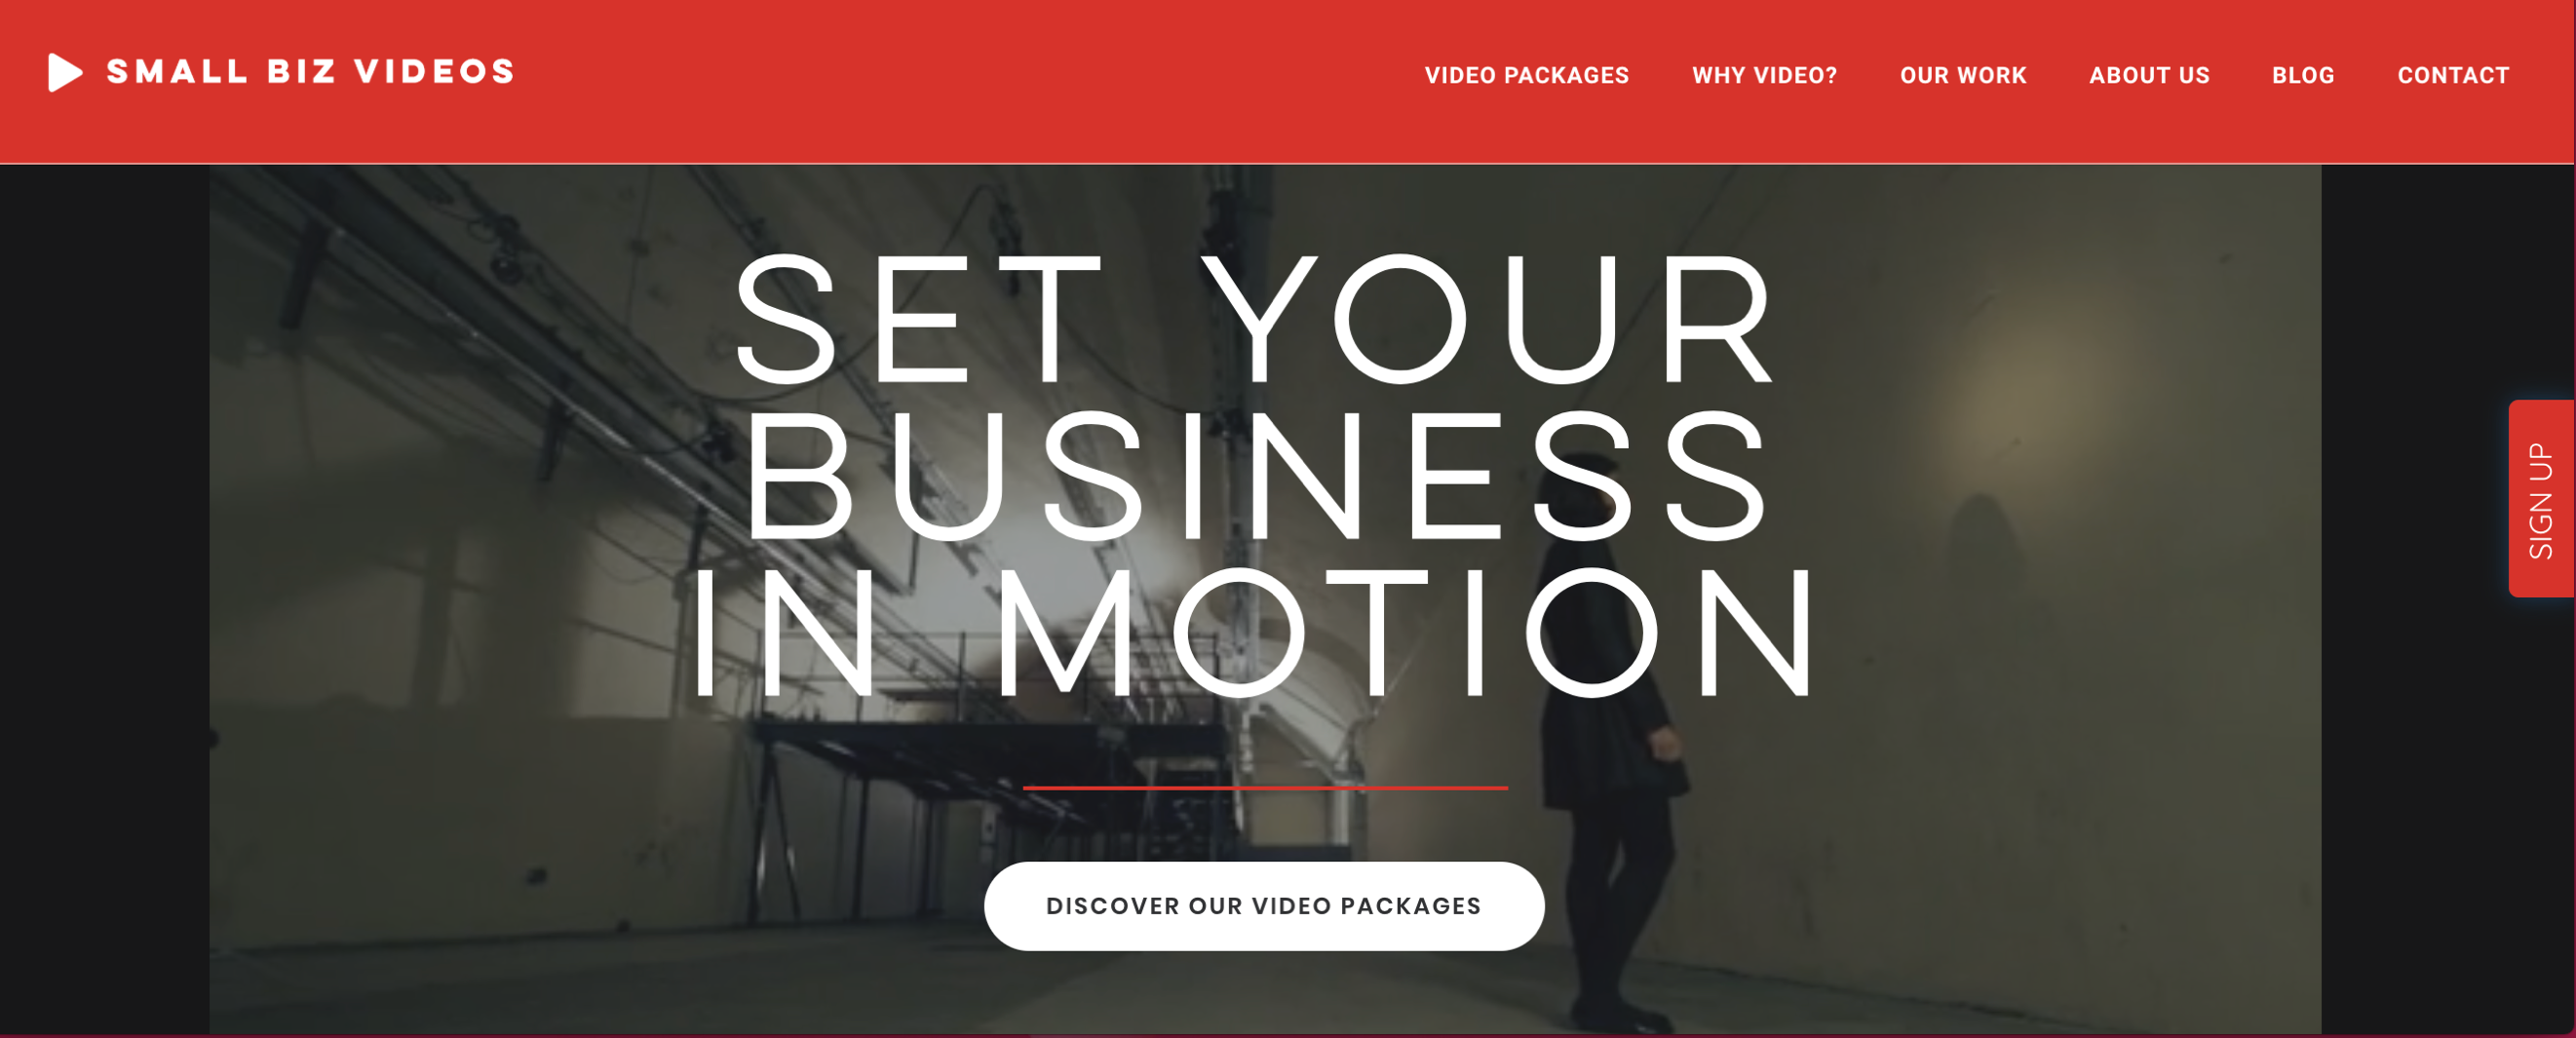 SMALL BIZ VIDEOS
VIDEO PACKAGES
WHY VIDEO?
OUR WORK
ABOUT US
BLOG
CONTACT
SET YOUR
BUSINESS
IN MOTION
SIGN UP
DISCOVER OUR VIDEO PACKAGES